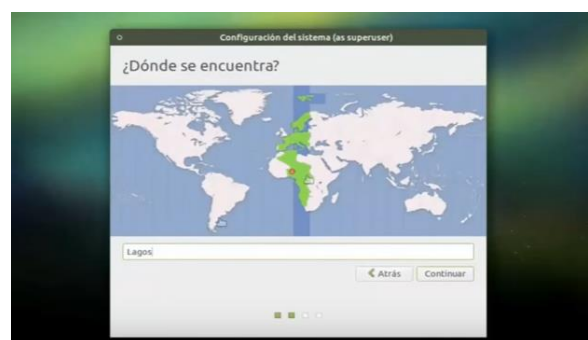 Configuración del sistema (as superuser)
¿Dónde se encuentra?
Lagos
Atrás
Continuar